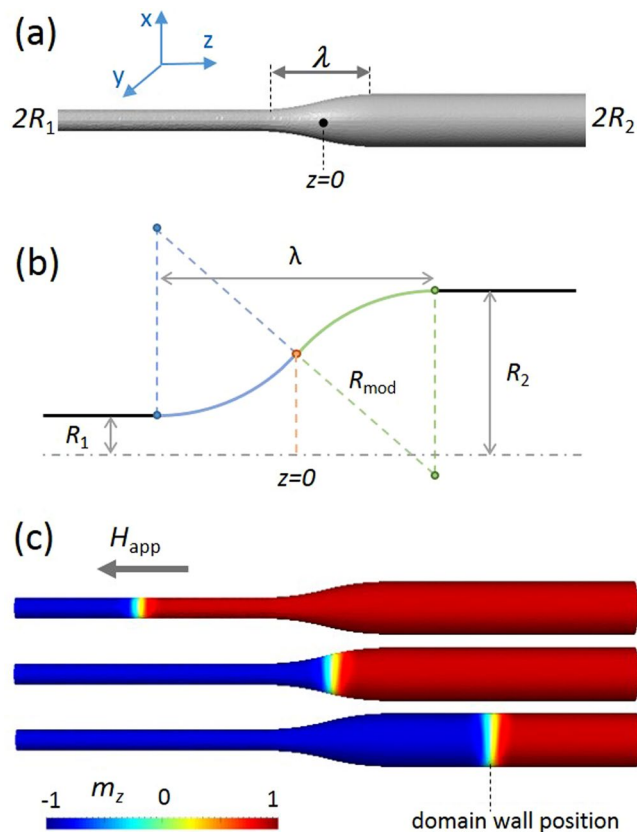 (a)
x
y
z
λ
2R1
2R2
z=0
(b)
λ
Rmod
R2
R1
z=0
(c)
Happ
-1
mz
0
1
domain wall position